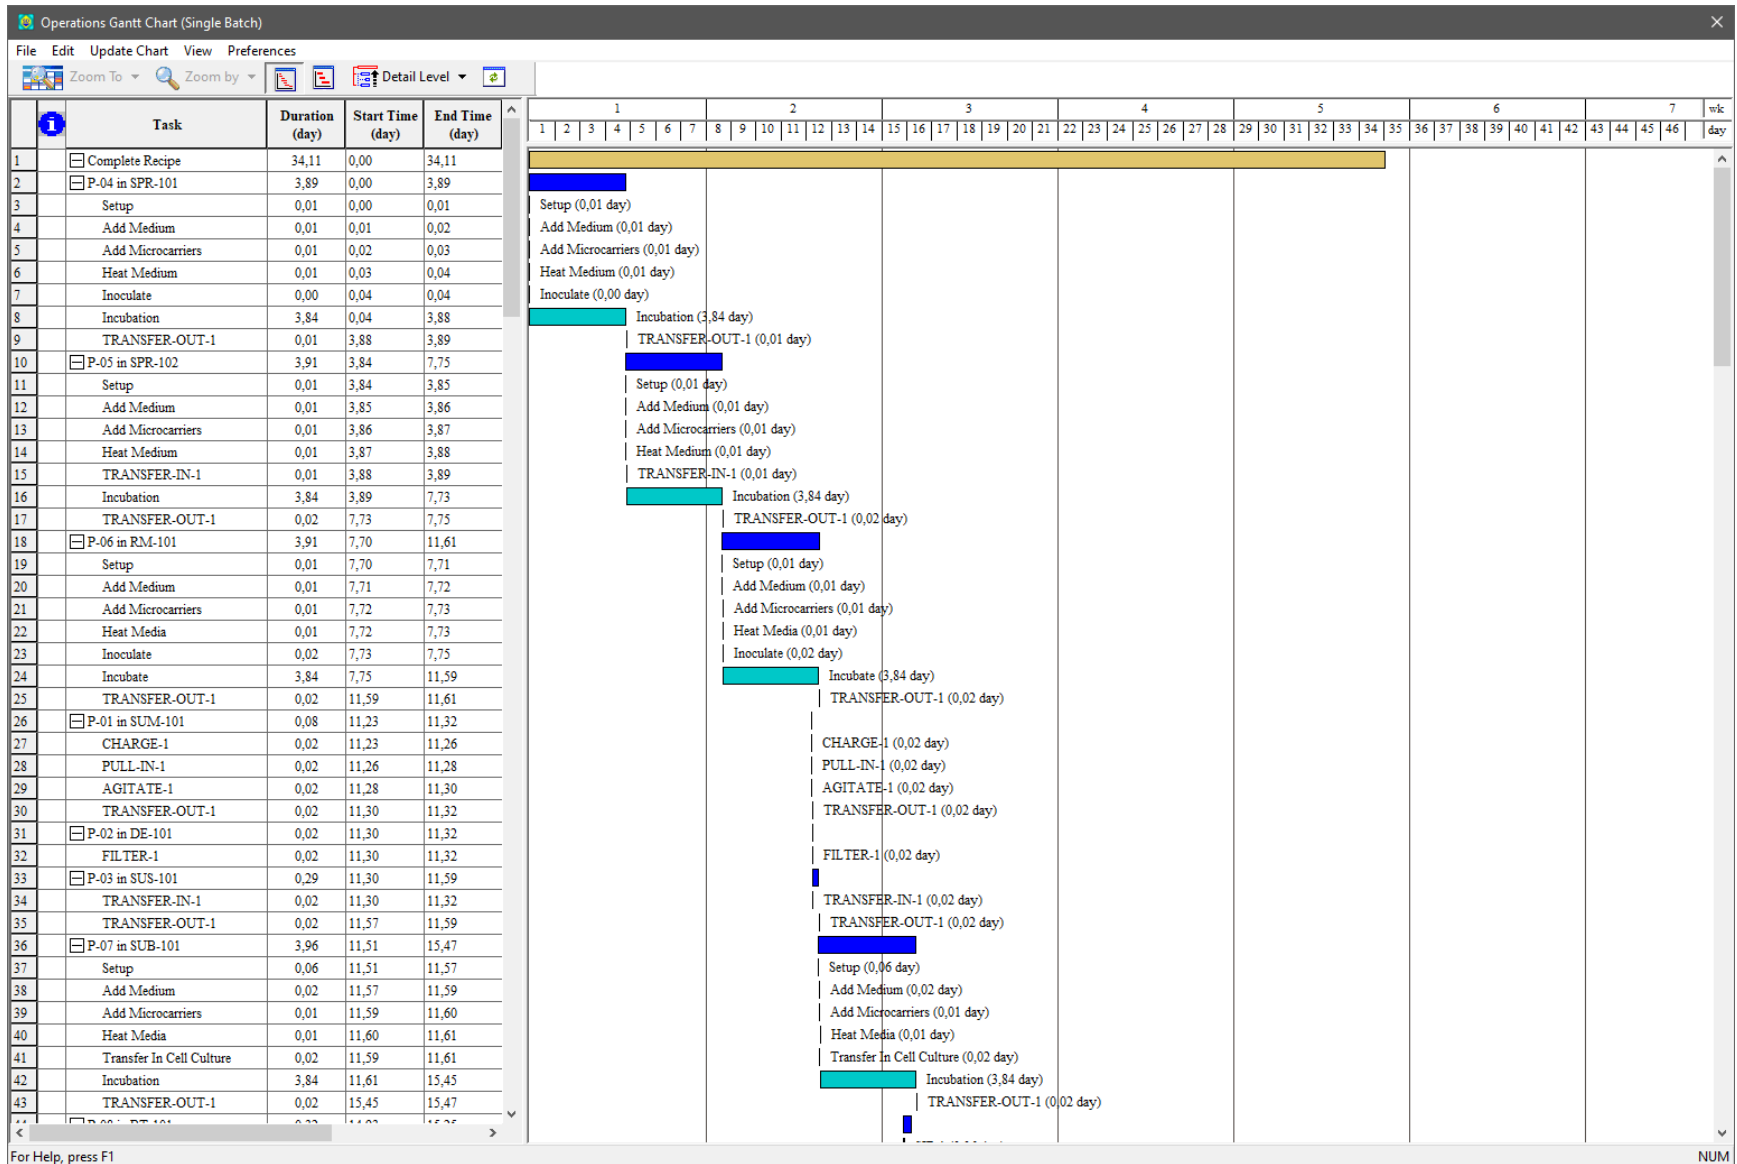 Operations Gantt Chart (Single Batch)
File Edit Update Chart View Preferences
Zoom To Zoom by Detail Level
Task Duration (day) Start Time (day) End Time (day)
1 2 3 4 5 6 7 wk
1 2 3 4 5 6 7 8 9 10 11 12 13 14 15 16 17 18 19 20 21 22 23 24 25 26 27 28 29 30 31 32 33 34 35 36 37 38 39 40 41 42 43 44 45 46 day
1 Complete Recipe 34,11 0,00 34,11
2 P-04 in SPR-101 3,89 0,00 3,89
3 Setup 0,01 0,00 0,01 Setup (0,01 day)
4 Add Medium 0,01 0,01 0,02 Add Medium (0,01 day)
5 Add Microcarriers 0,01 0,02 0,03 Add Microcarriers (0,01 day)
6 Heat Medium 0,01 0,03 0,04 Heat Medium (0,01 day)
7 Inoculate 0,00 0,04 0,04 Inoculate (0,00 day)
8 Incubation 3,84 0,04 3,88 Incubation (3,84 day)
9 TRANSFER-OUT-1 0,01 3,88 3,89 TRANSFER-OUT-1 (0,01 day)
10 P-05 in SPR-102 3,91 3,84 7,75
11 Setup 0,01 3,84 3,85 Setup (0,01 day)
12 Add Medium 0,01 3,85 3,86 Add Medium (0,01 day)
13 Add Microcarriers 0,01 3,86 3,87 Add Microcarriers (0,01 day)
14 Heat Medium 0,01 3,87 3,88 Heat Medium (0,01 day)
15 TRANSFER-IN-1 0,01 3,88 3,89 TRANSFER-IN-1 (0,01 day)
16 Incubation 3,84 3,89 7,73 Incubation (3,84 day)
17 TRANSFER-OUT-1 0,02 7,73 7,75 TRANSFER-OUT-1 (0,02 day)
18 P-06 in RM-101 3,91 7,70 11,61
19 Setup 0,01 7,70 7,71 Setup (0,01 day)
20 Add Medium 0,01 7,71 7,72 Add Medium (0,01 day)
21 Add Microcarriers 0,01 7,72 7,73 Add Microcarriers (0,01 day)
22 Heat Media 0,01 7,72 7,73 Heat Media (0,01 day)
23 Inoculate 0,02 7,73 7,75 Inoculate (0,02 day)
24 Incubate 3,84 7,75 11,59 Incubate (3,84 day)
25 TRANSFER-OUT-1 0,02 11,59 11,61 TRANSFER-OUT-1 (0,02 day)
26 P-01 in SUM-101 0,08 11,23 11,32
27 CHARGE-1 0,02 11,23 11,26 CHARGE-1 (0,02 day)
28 PULL-IN-1 0,02 11,26 11,28 PULL-IN-1 (0,02 day)
29 AGITATE-1 0,02 11,28 11,30 AGITATE-1 (0,02 day)
30 TRANSFER-OUT-1 0,02 11,30 11,32 TRANSFER-OUT-1 (0,02 day)
31 P-02 in DE-101 0,02 11,30 11,32
32 FILTER-1 0,02 11,30 11,32 FILTER-1 (0,02 day)
33 P-03 in SUS-101 0,29 11,30 11,59
34 TRANSFER-IN-1 0,02 11,30 11,32 TRANSFER-IN-1 (0,02 day)
35 TRANSFER-OUT-1 0,02 11,57 11,59 TRANSFER-OUT-1 (0,02 day)
36 P-07 in SUB-101 3,96 11,51 15,47
37 Setup 0,06 11,51 11,57 Setup (0,06 day)
38 Add Medium 0,02 11,57 11,59 Add Medium (0,02 day)
39 Add Microcarriers 0,01 11,59 11,60 Add Microcarriers (0,01 day)
40 Heat Media 0,01 11,60 11,61 Heat Media (0,01 day)
41 Transfer In Cell Culture 0,02 11,59 11,61 Transfer In Cell Culture (0,02 day)
42 Incubation 3,84 11,61 15,45 Incubation (3,84 day)
43 TRANSFER-OUT-1 0,02 15,45 15,47 TRANSFER-OUT-1 (0,02 day)
For Help, press F1 NUM